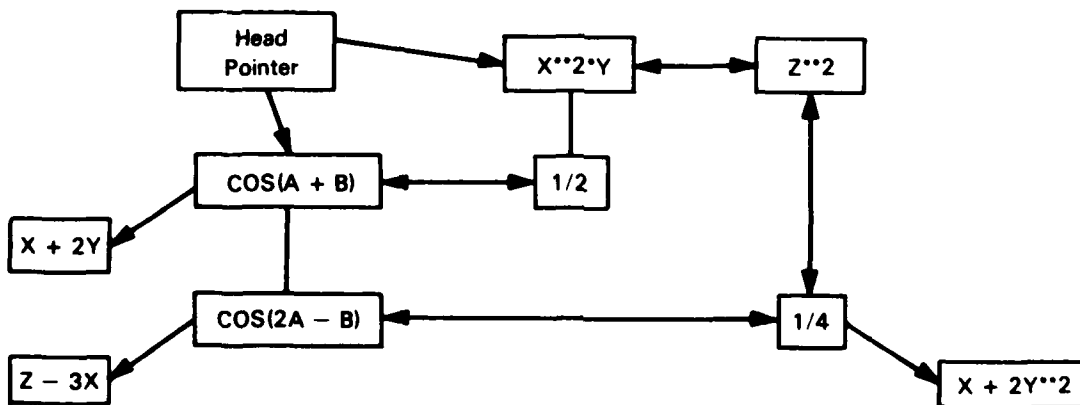 Head
Pointer
X**2*Y
Z**2
COS(A + B)
1/2
X + 2Y
COS(2A − B)
1/4
Z − 3X
X + 2Y**2